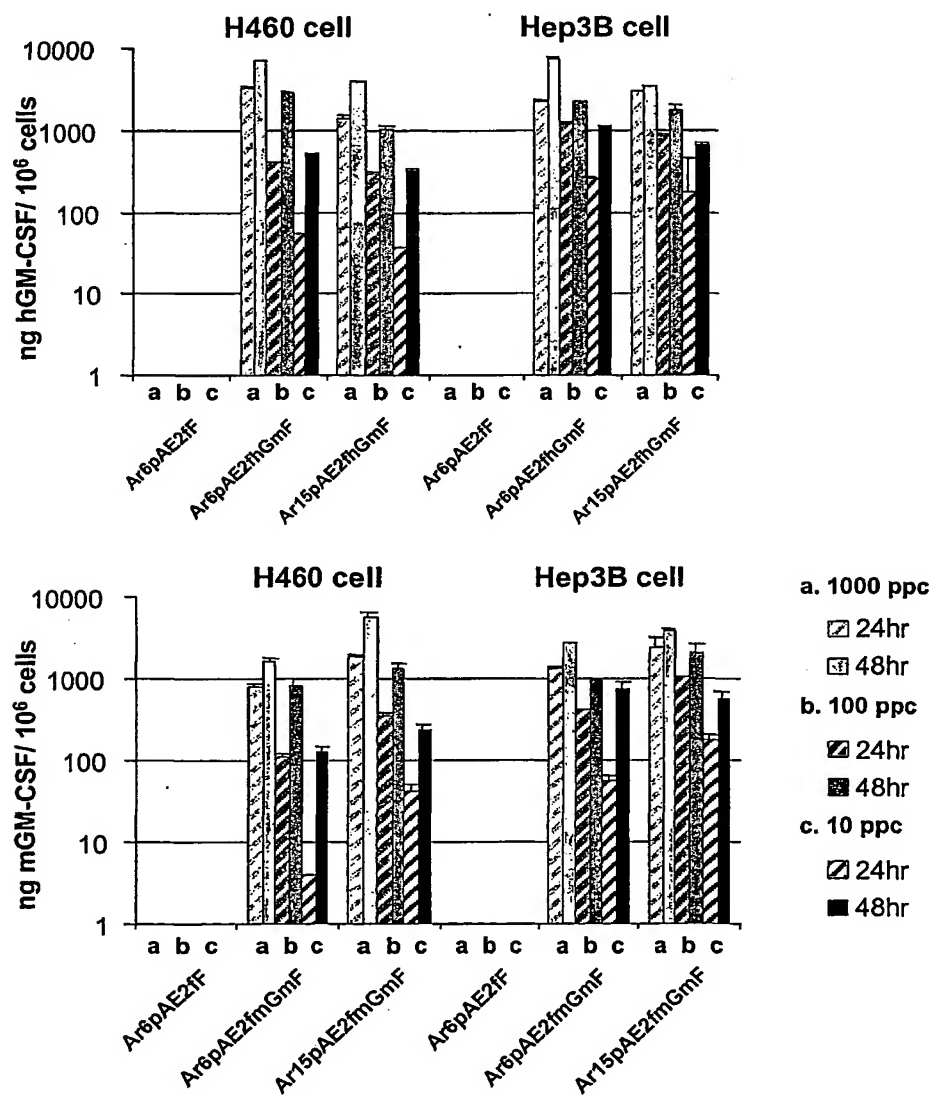 H460 cell Hep3B cell
ng hGM-CSF/ 10⁶ cells
10000
1000
100
10
1
a b c a b c a b c a b c a b c a b c
Ar6pAE2fF
Ar6pAE2fhGmF
Ar15pAE2fhGmF
Ar6pAE2fF
Ar6pAE2fhGmF
Ar15pAE2fhGmF
H460 cell Hep3B cell
ng mGM-CSF/ 10⁶ cells
10000
1000
100
10
1
a b c a b c a b c a b c a b c a b c
Ar6pAE2fF
Ar6pAE2fmGmF
Ar15pAE2fmGmF
Ar6pAE2fF
Ar6pAE2fmGmF
Ar15pAE2fmGmF
a. 1000 ppc
24hr
48hr
b. 100 ppc
24hr
48hr
c. 10 ppc
24hr
48hr